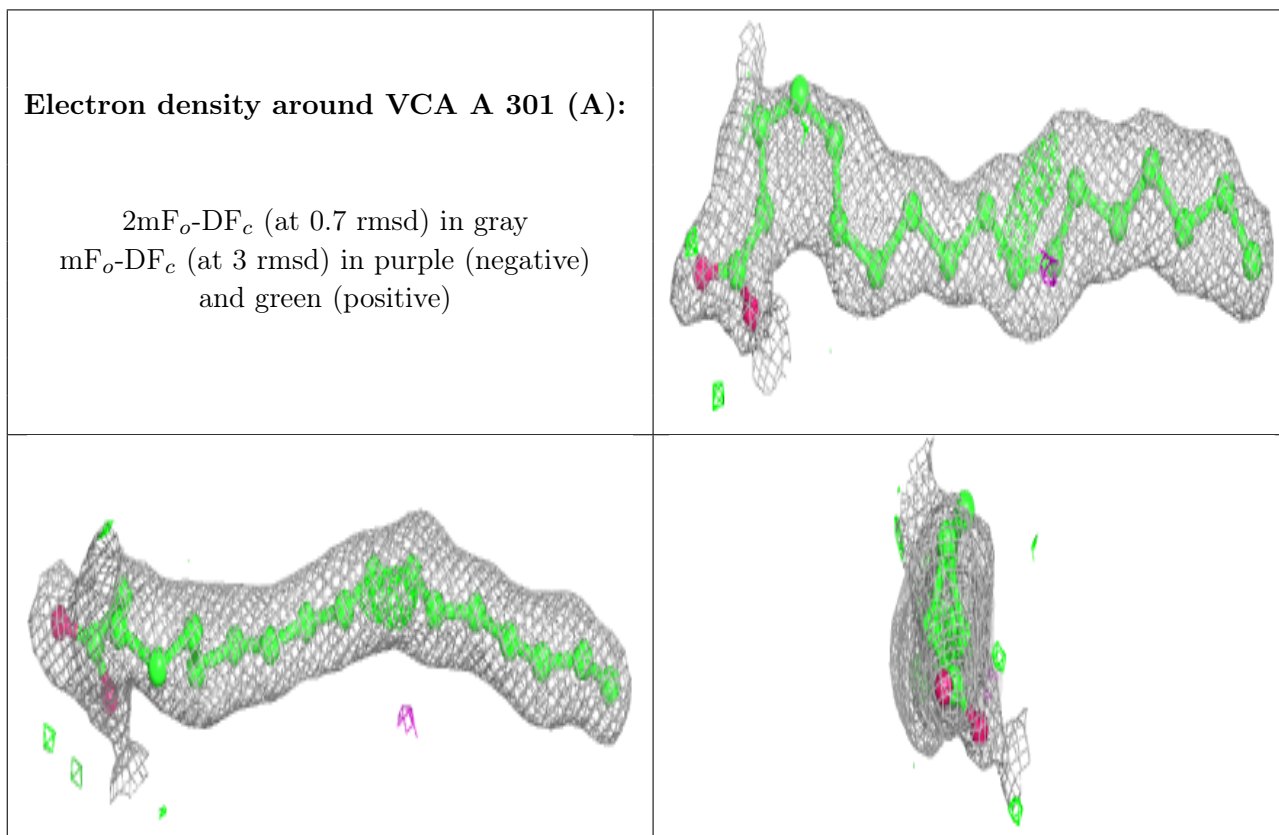 Electron density around VCA A 301 (A):
2mFo-DFc (at 0.7 rmsd) in gray
mFo-DFc (at 3 rmsd) in purple (negative)
and green (positive)